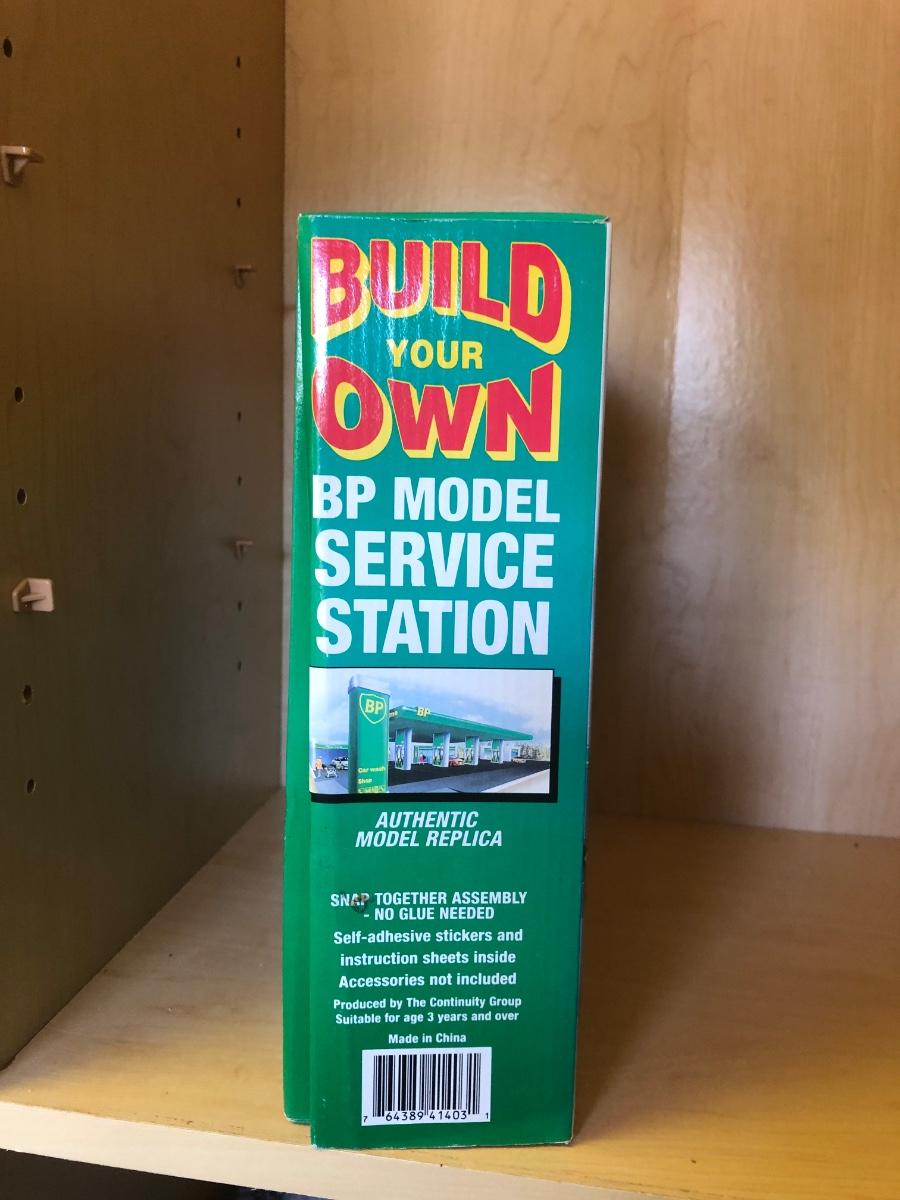 BUILD
YOUR
OWN
BP MODEL
SERVICE
STATION
BP
BP
Car wash
Shop
AUTHENTIC
MODEL REPLICA
SNAP TOGETHER ASSEMBLY
- NO GLUE NEEDED
Self-adhesive stickers and
instruction sheets inside
Accessories not included
Produced by The Continuity Group
Suitable for age 3 years and over
Made in China
7 64389 41403 1